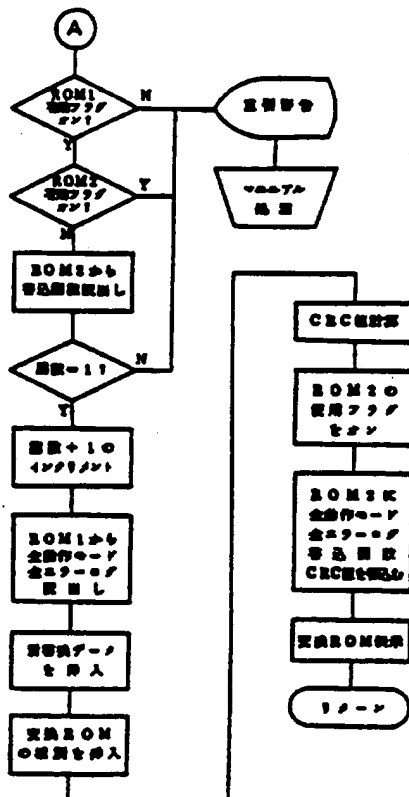 A
ROM1
使用フラグ
オン?
N
Y
ROM2
使用フラグ
オン?
Y
N
ROM2から
書込回数読出し
回数=1?
N
Y
回数+1の
インクリメント
ROM1から
全動作モード
全エラーログ
読出し
データ
を挿入
交換ROM
の種別を挿入
マニュアル
処置
CRC値計算
ROM2の
使用フラグ
をオン
ROM2に
全動作モード
全エラーログ
書込回数
CRC値を書込む
交換ROM
リターン